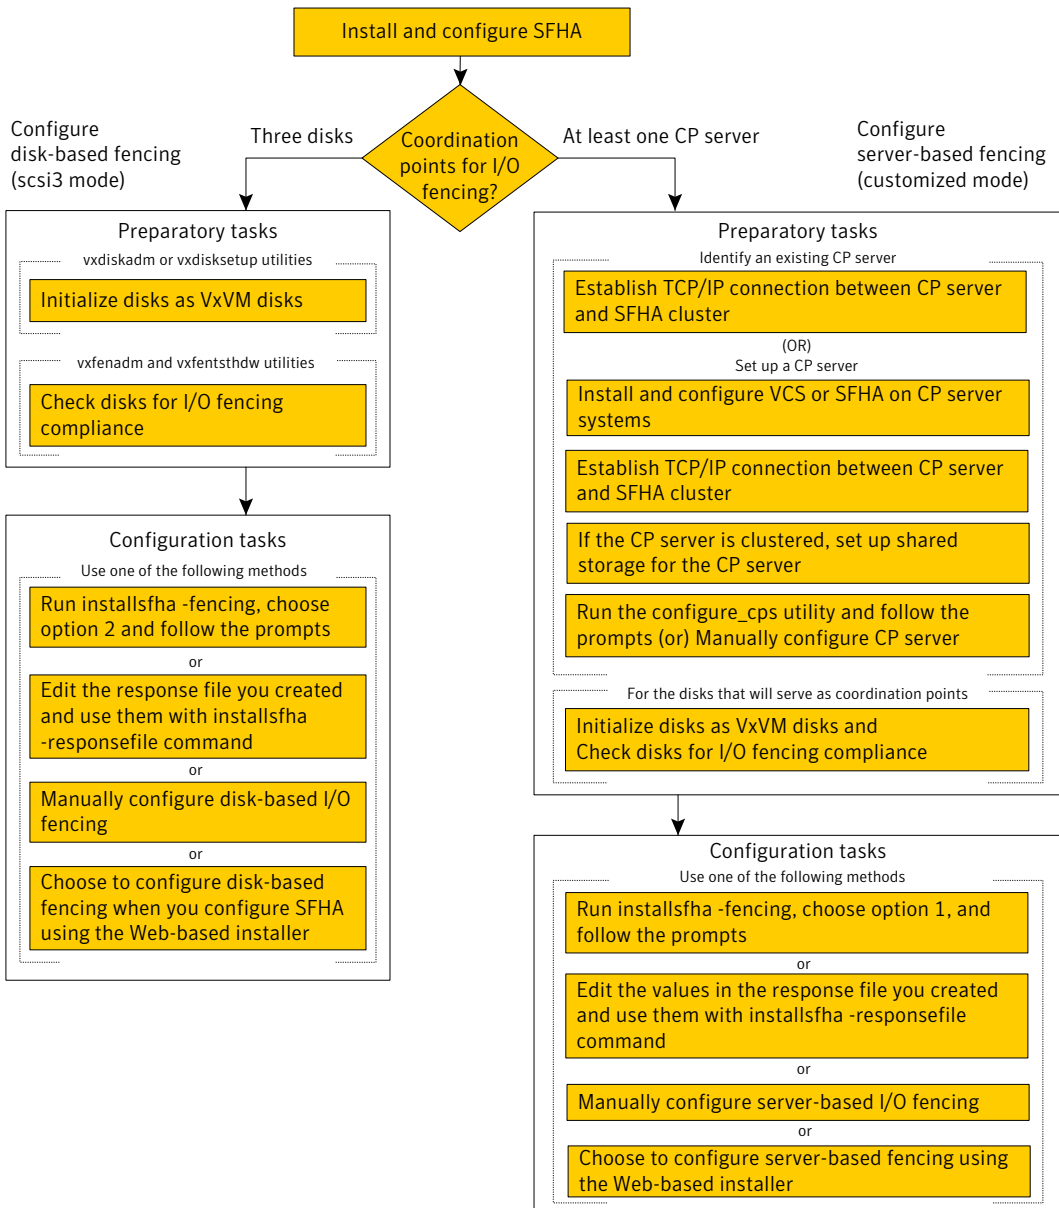 Install and configure SFHA
Coordination
points for I/O
fencing?
Three disks
At least one CP server
Configure
disk-based fencing
(scsi3 mode)
Preparatory tasks
vxdiskadm or vxdisksetup utilities
Initialize disks as VxVM disks
vxfenadm and vxfentsthdw utilities
Check disks for I/O fencing
compliance
Configuration tasks
Use one of the following methods
Run installsfha -fencing, choose
option 2 and follow the prompts
or
Edit the response file you created
and use them with installsfha
-responsefile command
or
Manually configure disk-based I/O
fencing
or
Choose to configure disk-based
fencing when you configure SFHA
using the Web-based installer
Configure
server-based fencing
(customized mode)
Preparatory tasks
Identify an existing CP server
Establish TCP/IP connection between CP server
and SFHA cluster
(OR)
Set up a CP server
Install and configure VCS or SFHA on CP server
systems
Establish TCP/IP connection between CP server
and SFHA cluster
If the CP server is clustered, set up shared
storage for the CP server
Run the configure_cps utility and follow the
prompts (or) Manually configure CP server
For the disks that will serve as coordination points
Initialize disks as VxVM disks and
Check disks for I/O fencing compliance
Configuration tasks
Use one of the following methods
Run installsfha -fencing, choose option 1, and
follow the prompts
or
Edit the values in the response file you created
and use them with installsfha -responsefile
command
or
Manually configure server-based I/O fencing
or
Choose to configure server-based fencing using
the Web-based installer